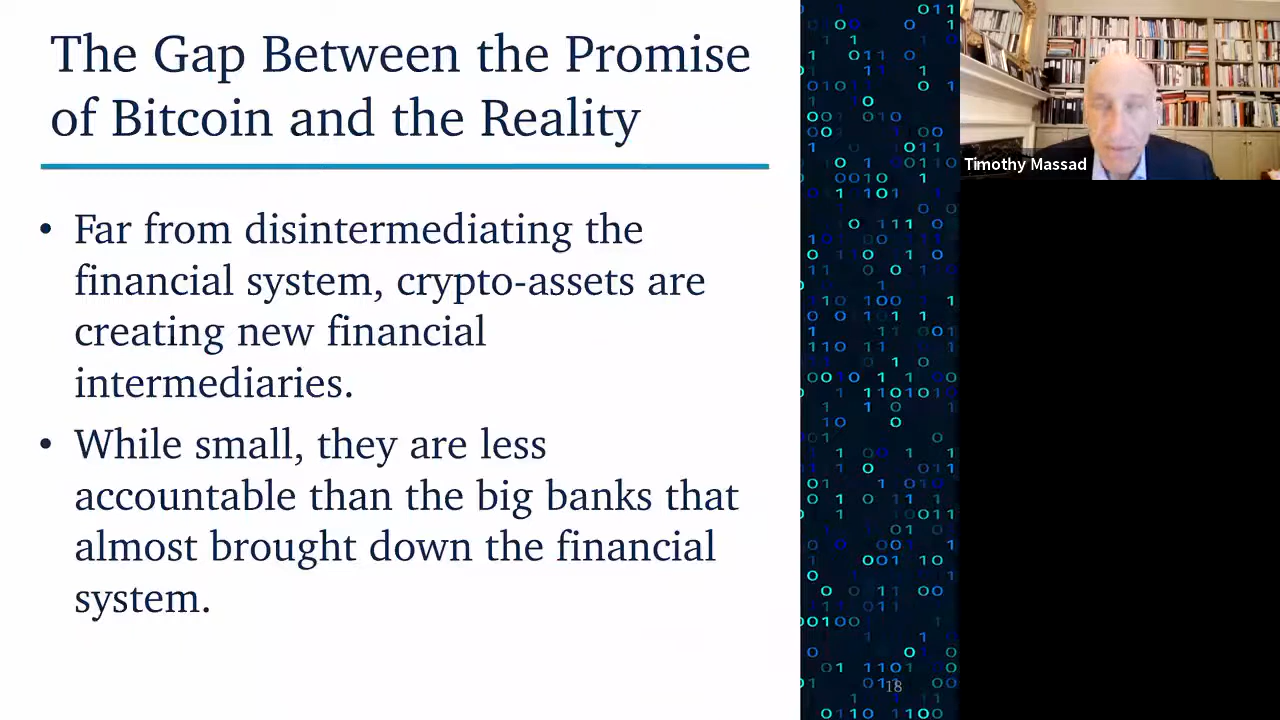 The Gap Between the Promise
of Bitcoin and the Reality
• Far from disintermediating the
financial system, crypto-assets are
creating new financial
intermediaries.
• While small, they are less
accountable than the big banks that
almost brought down the financial
system.
18
Timothy Massad